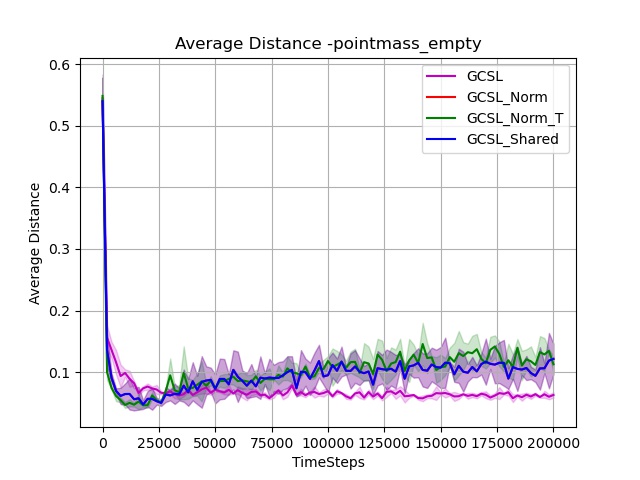 Average Distance -pointmass_empty
0.6
0.5
0.4
0.3
0.2
0.1
Average Distance
GCSL
GCSL_Norm
GCSL_Norm_T
GCSL_Shared
0 25000 50000 75000 100000 125000 150000 175000 200000
TimeSteps